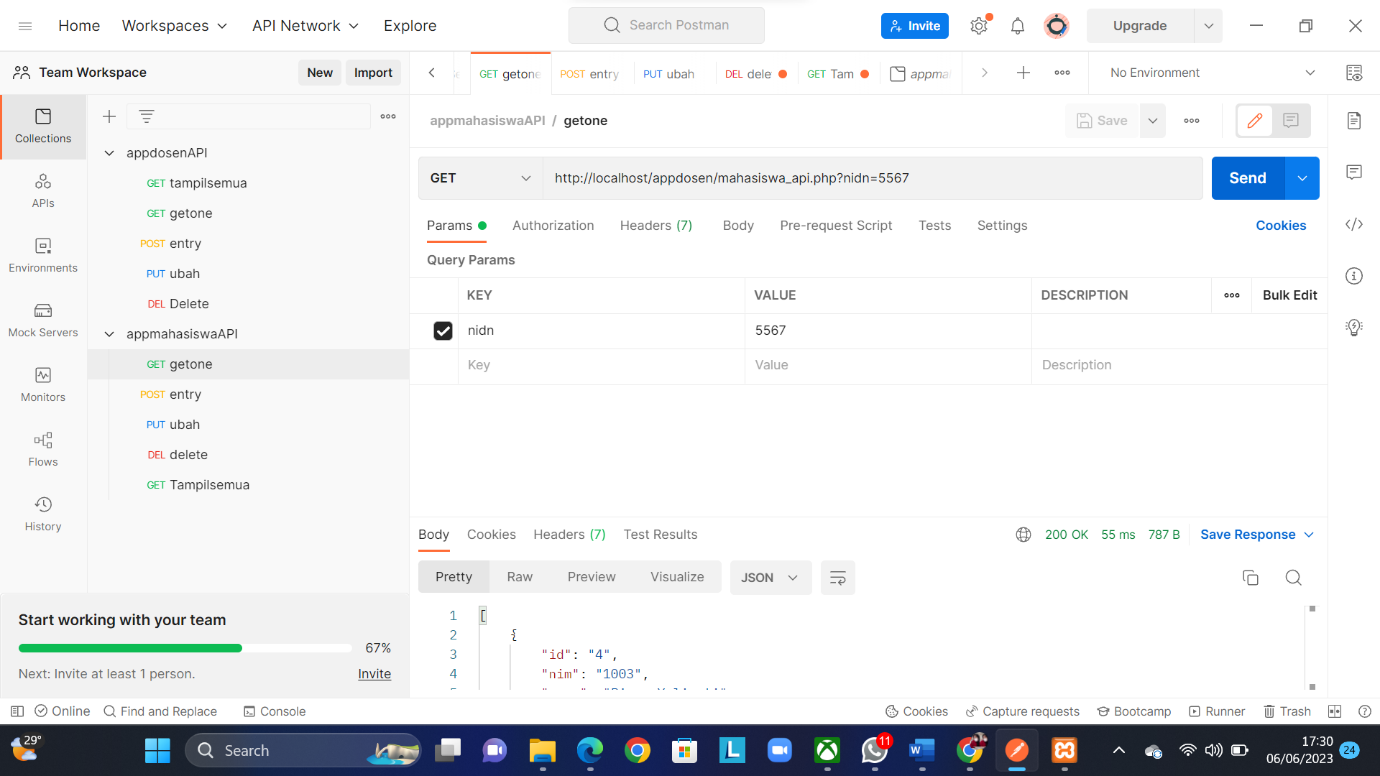 Home Workspaces API Network Explore Search Postman Invite Upgrade
Team Workspace New Import
GET getone POST entry PUT ubah DEL dele GET Tam appma No Environment
Collections
APIs
Environments
Mock Servers
Monitors
Flows
History
appdosenAPI
GET tampilsemua
GET getone
POST entry
PUT ubah
DEL Delete
appmahasiswaAPI
GET getone
POST entry
PUT ubah
DEL delete
GET Tampilsemua
Start working with your team
67%
Next: Invite at least 1 person. Invite
appmahasiswaAPI / getone Save
GET http://localhost/appdosen/mahasiswa_api.php?nidn=5567 Send
Params Authorization Headers (7) Body Pre-request Script Tests Settings Cookies
Query Params
KEY VALUE DESCRIPTION Bulk Edit
nidn 5567
Key Value Description
Body Cookies Headers (7) Test Results 200 OK 55 ms 787 B Save Response
Pretty Raw Preview Visualize JSON
1 [
2 {
3 "id": "4",
4 "nim": "1003",
Online Find and Replace Console Cookies Capture requests Bootcamp Runner Trash
29° Search L 11 W 17:30
06/06/2023 24